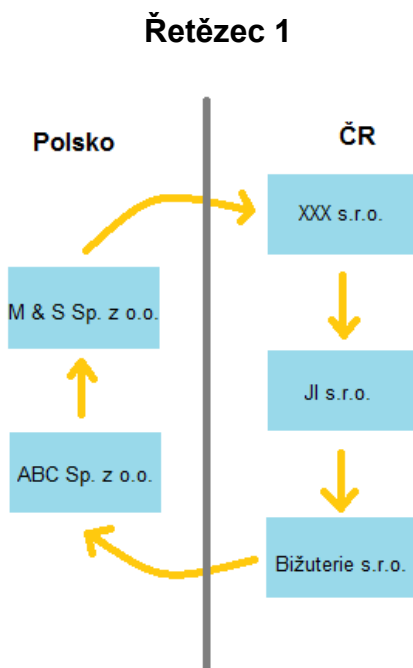 Řetězec 1
Polsko
ČR
XXX s.r.o.
M & S Sp. z o.o.
JI s.r.o.
ABC Sp. z o.o.
Bižuterie s.r.o.